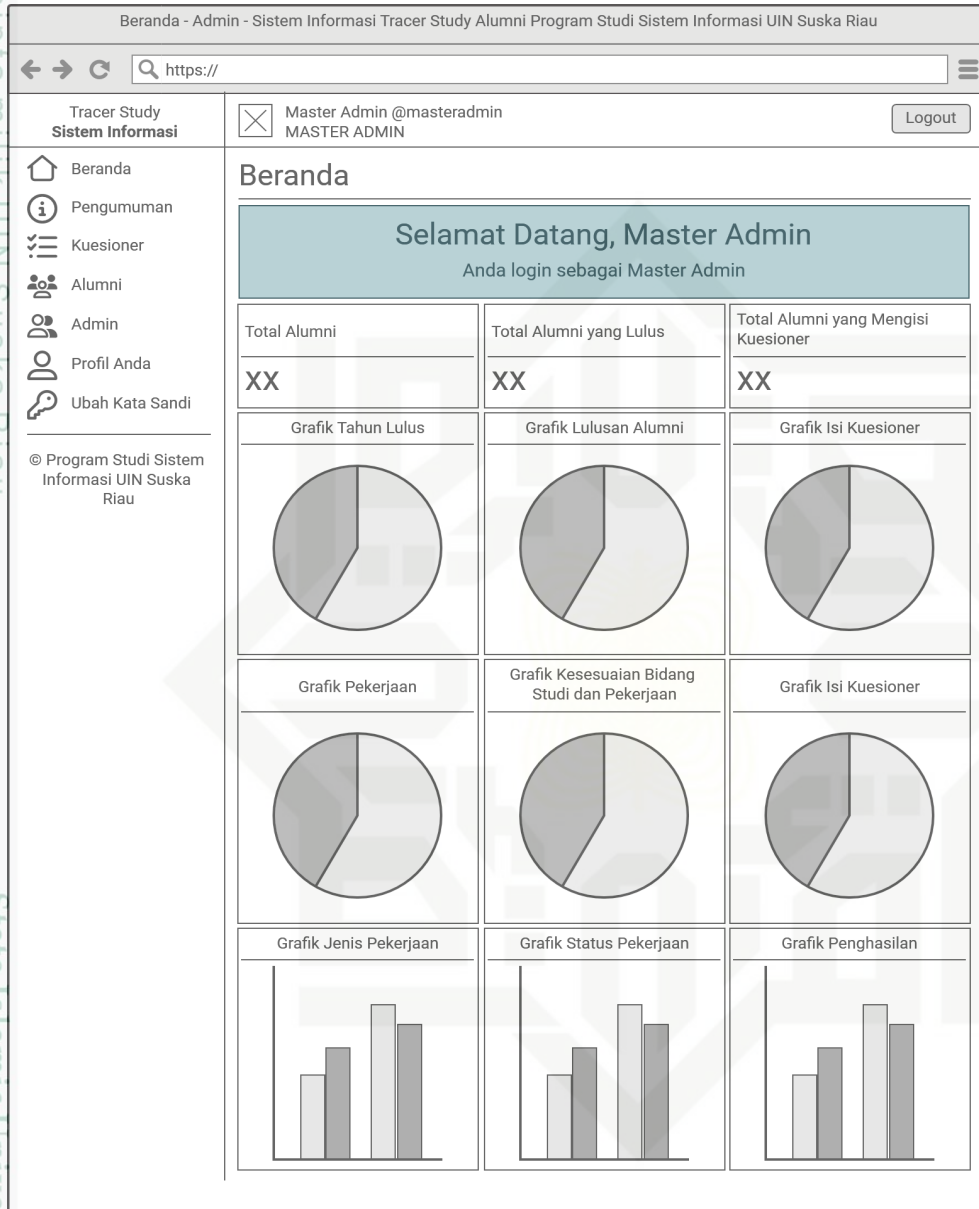 Beranda - Admin - Sistem Informasi Tracer Study Alumni Program Studi Sistem Informasi UIN Suska Riau
https://
Tracer Study
Sistem Informasi
Master Admin @masteradmin
MASTER ADMIN
Logout
Beranda
Pengumuman
Kuesioner
Alumni
Admin
Profil Anda
Ubah Kata Sandi
© Program Studi Sistem
Informasi UIN Suska
Riau
Beranda
Selamat Datang, Master Admin
Anda login sebagai Master Admin
Total Alumni
XX
Total Alumni yang Lulus
XX
Total Alumni yang Mengisi
Kuesioner
XX
Grafik Tahun Lulus
Grafik Lulusan Alumni
Grafik Isi Kuesioner
Grafik Pekerjaan
Grafik Kesesuaian Bidang
Studi dan Pekerjaan
Grafik Isi Kuesioner
Grafik Jenis Pekerjaan
Grafik Status Pekerjaan
Grafik Penghasilan